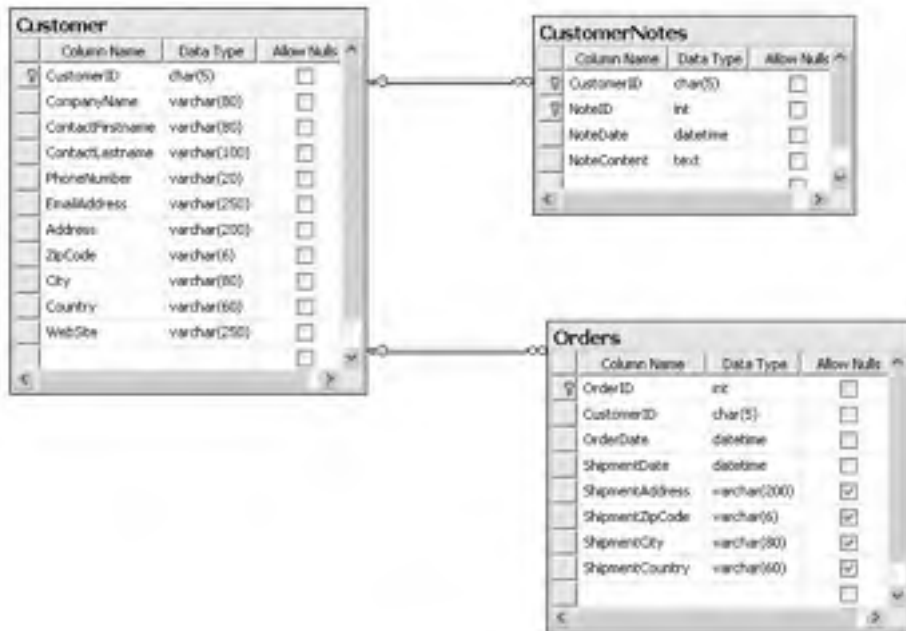 Customer
Column Name Data Type Allow Nulls
CustomerID char(5)
CompanyName varchar(80)
ContactFirstname varchar(80)
ContactLastname varchar(100)
PhoneNumber varchar(20)
EmailAddress varchar(250)
Address varchar(200)
ZipCode varchar(6)
City varchar(80)
Country varchar(60)
WebSite varchar(250)
CustomerNotes
Column Name Data Type Allow Nulls
CustomerID char(5)
NoteID int
NoteDate datetime
NoteContent text
Orders
Column Name Data Type Allow Nulls
OrderID int
CustomerID char(5)
OrderDate datetime
ShipmentDate datetime
ShipmentAddress varchar(200)
ShipmentZipCode varchar(6)
ShipmentCity varchar(80)
ShipmentCountry varchar(60)